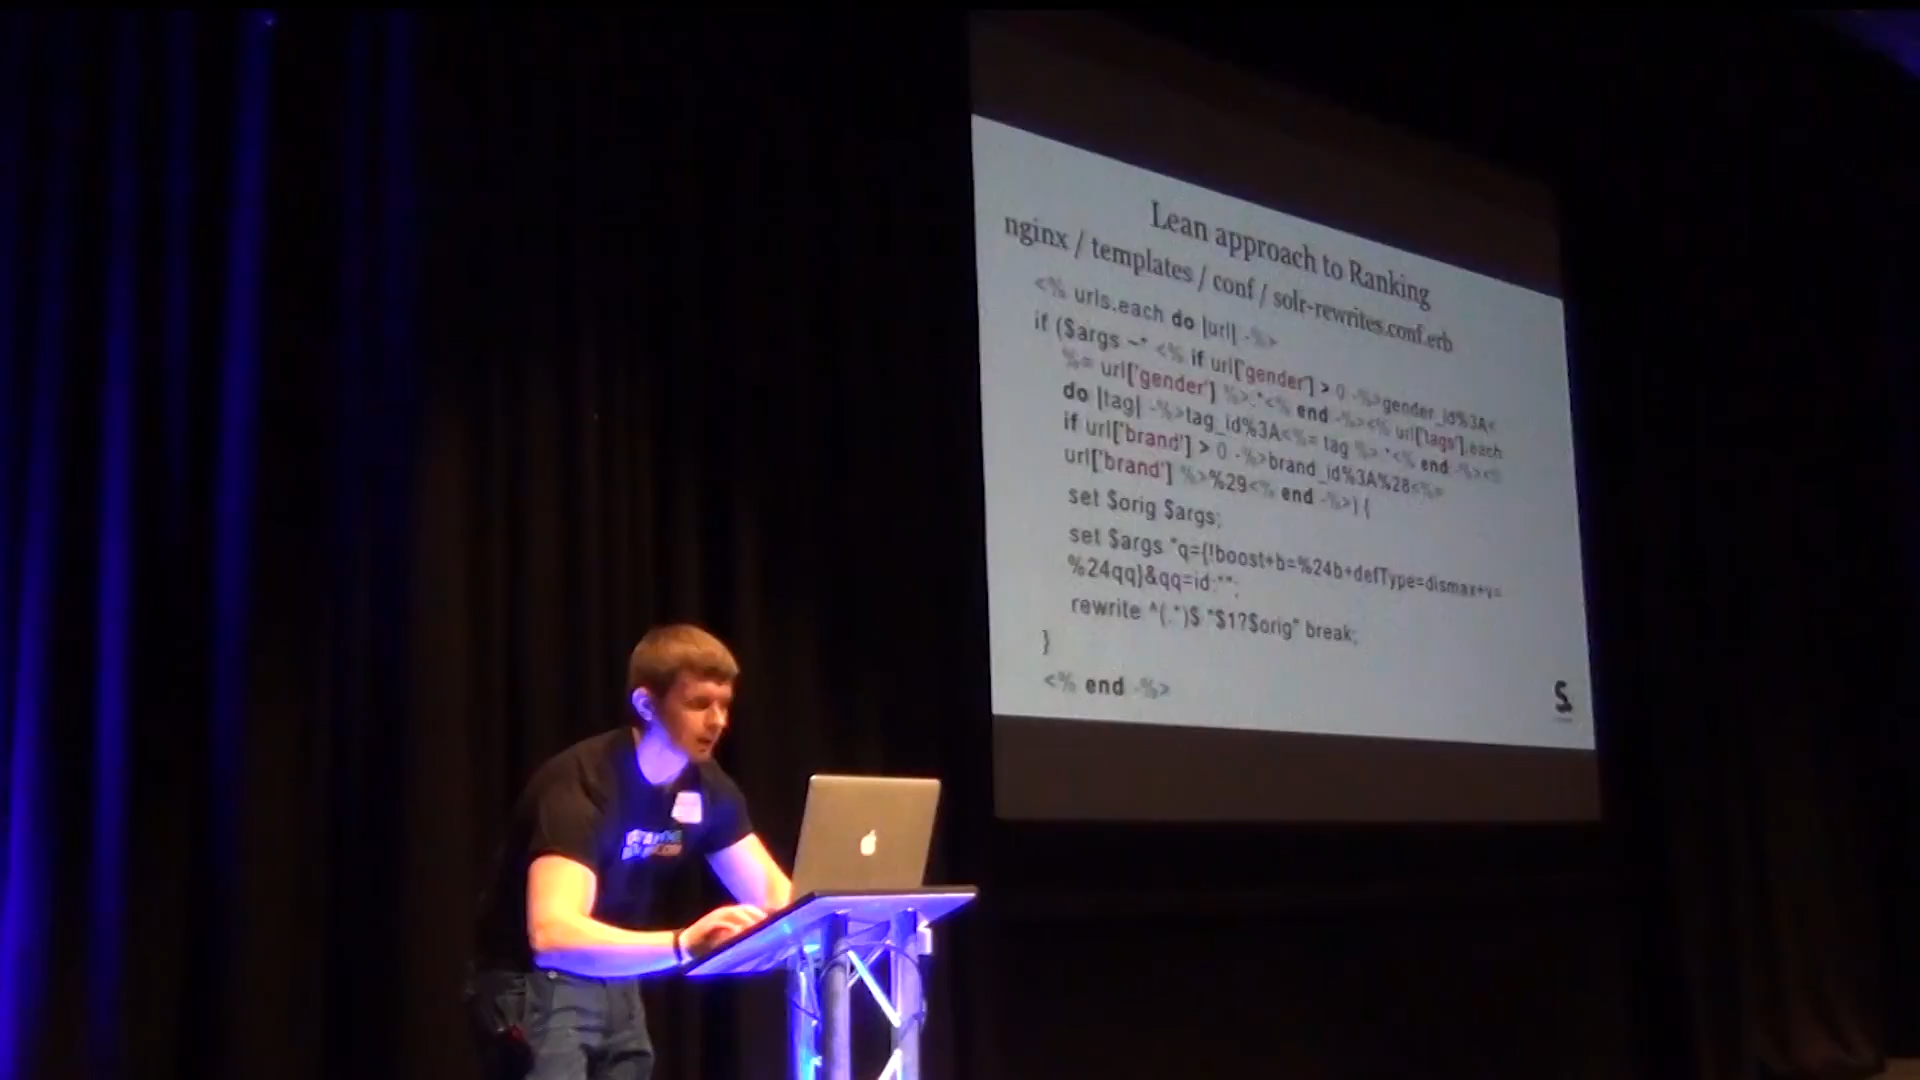 Lean approach to Ranking
nginx / templates / conf / solr-rewrites.conf.erb
<% urls.each do |url| -%>
if ($args ~* <% if url['gender'] > 0 -%>gender_id%3A<
%= url['gender'] %>.*<% end -%><% url['tags'].each
do |tag| -%>tag_id%3A<%= tag %>.*<% end -%><%
if url['brand'] > 0 -%>brand_id%3A%28<%=
url['brand'] %>%29<% end -%>) {
set $orig $args;
set $args "q={!boost+b=%24b+defType=dismax+v=
%24qq}&qq=id:*";
rewrite ^(.*)$ "$1?$orig" break;
}
<% end -%>
S